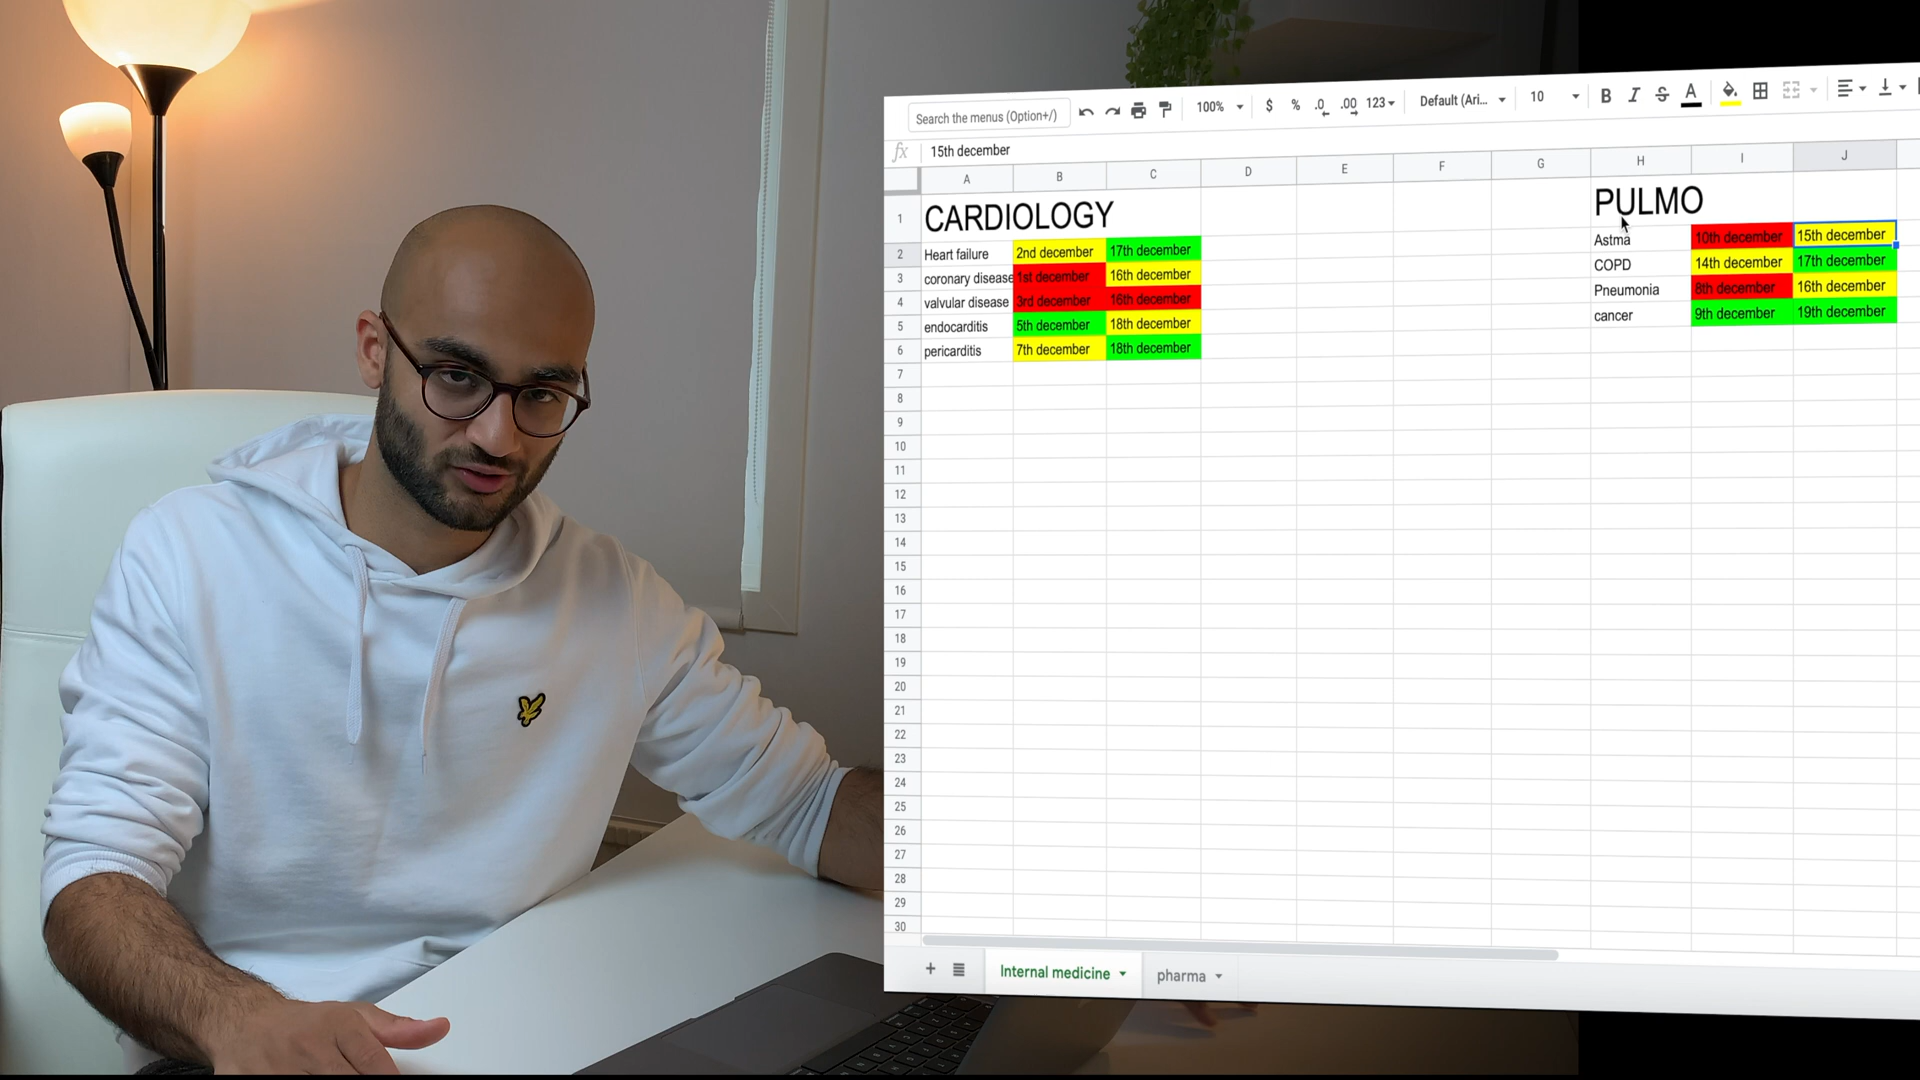 Search the menus (Option+/) 100% $ % .0 .00 123 Default (Ari... 10 B I S A
fx 15th december
A B C D E F G H I J
1 CARDIOLOGY PULMO
2 Heart failure 2nd december 17th december Astma 10th december 15th december
3 coronary disease 1st december 16th december COPD 14th december 17th december
4 valvular disease 3rd december 16th december Pneumonia 8th december 16th december
5 endocarditis 5th december 18th december cancer 9th december 19th december
6 pericarditis 7th december 18th december
7
8
9
10
11
12
13
14
15
16
17
18
19
20
21
22
23
24
25
26
27
28
29
30
+ Internal medicine pharma